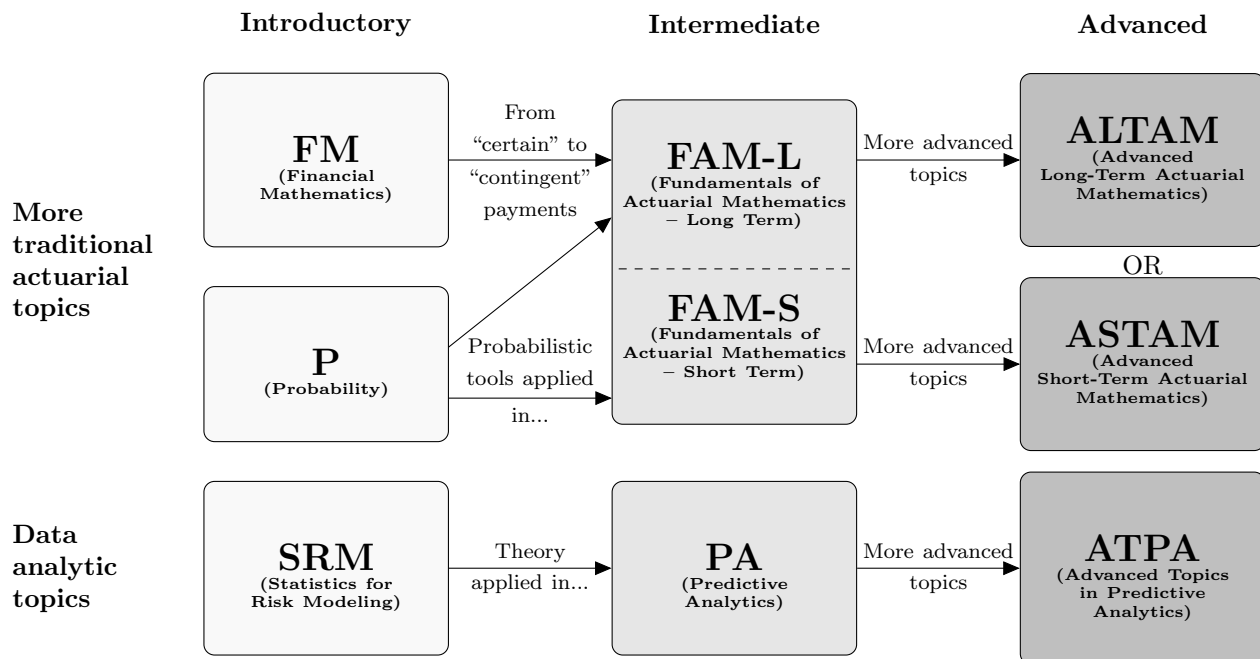 Introductory
Intermediate
Advanced
More
traditional
actuarial
topics
FM
(Financial
Mathematics)
From
“certain” to
“contingent”
payments
FAM-L
(Fundamentals of
Actuarial Mathematics
– Long Term)
More advanced
topics
ALTAM
(Advanced
Long-Term Actuarial
Mathematics)
OR
P
(Probability)
Probabilistic
tools applied
in...
FAM-S
(Fundamentals of
Actuarial Mathematics
– Short Term)
More advanced
topics
ASTAM
(Advanced
Short-Term Actuarial
Mathematics)
Data
analytic
topics
SRM
(Statistics for
Risk Modeling)
Theory
applied in...
PA
(Predictive
Analytics)
More advanced
topics
ATPA
(Advanced Topics
in Predictive
Analytics)